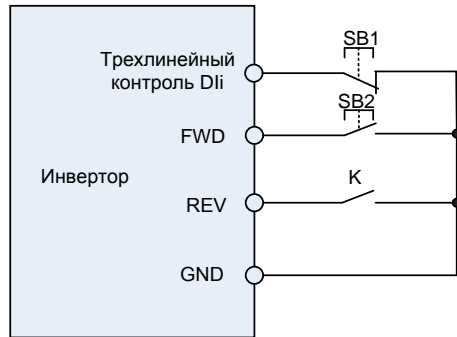 SB1
Трехлинейный
контроль DIi
SB2
FWD
Инвертор
K
REV
GND